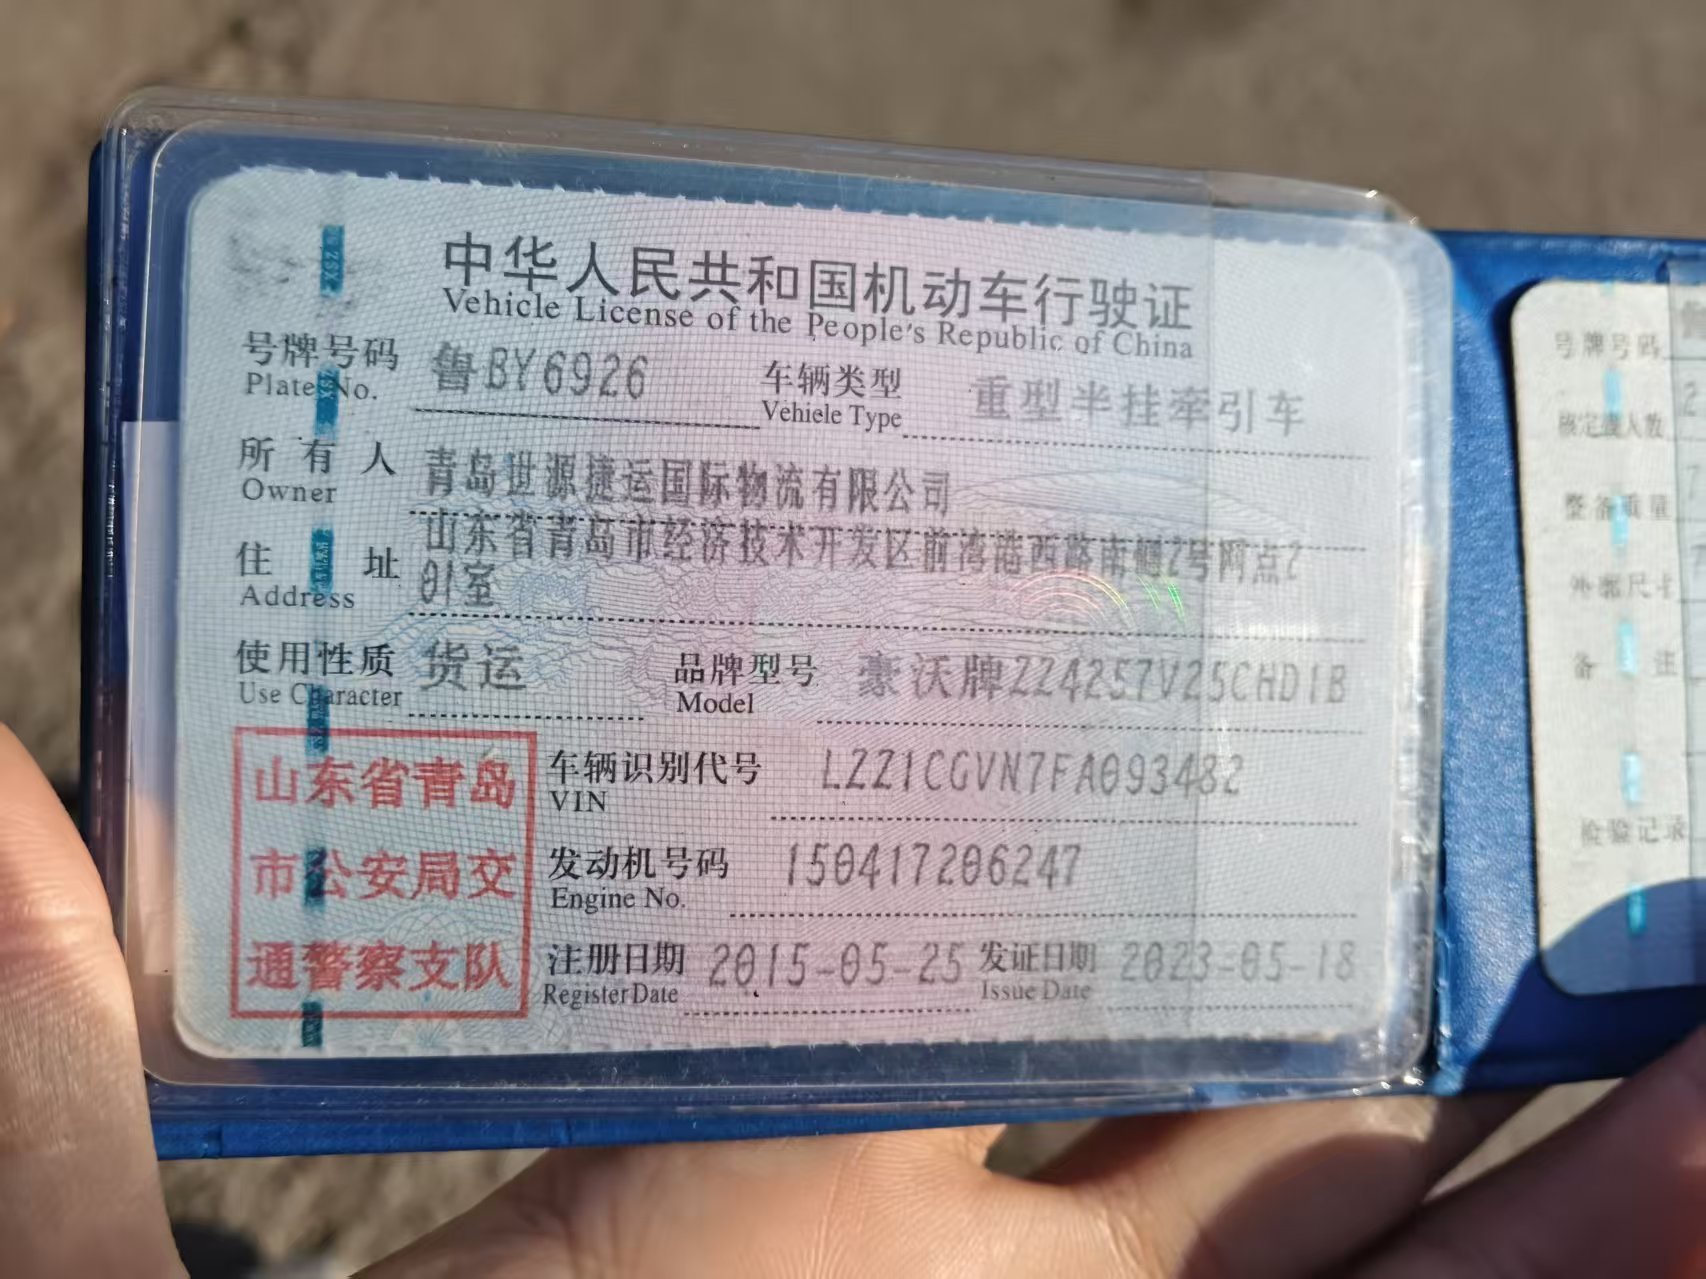 中华人民共和国机动车行驶证
Vehicle License of the People's Republic of China
号牌号码 鲁BY6926 车辆类型 重型半挂牵引车
Plate No. Vehicle Type
所有人 青岛世源捷运国际物流有限公司
Owner
住址 山东省青岛市经济技术开发区前湾港西路南侧2号网点2
01室
Address
使用性质 货运 品牌型号 豪沃牌ZZ4257V25CHD1B
Use Character Model
车辆识别代号 LZZ1CGVN7FA093482
VIN
发动机号码 150417206247
Engine No.
注册日期 2015-05-25 发证日期 2023-05-18
Register Date Issue Date
山东省青岛
市公安局交
通警察支队
号牌号码
核定载人数
整备质量
外廓尺寸
备注
检验记录